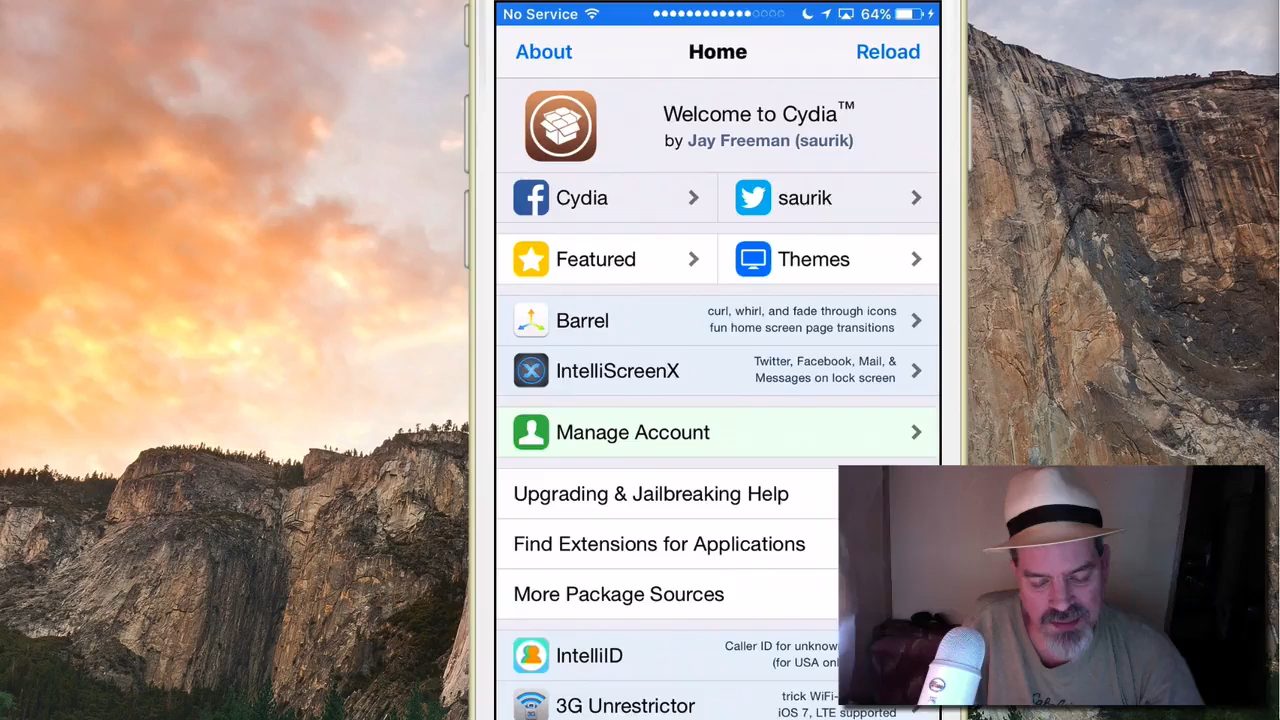 No Service 64%
About Home Reload
Welcome to Cydia™
by Jay Freeman (saurik)
Cydia
saurik
Featured
Themes
Barrel
curl, whirl, and fade through icons
fun home screen page transitions
IntelliScreenX
Twitter, Facebook, Mail, &
Messages on lock screen
Manage Account
Upgrading & Jailbreaking Help
Find Extensions for Applications
More Package Sources
IntelliID
Caller ID for unknow
(for USA onl
3G Unrestrictor
trick WiFi-
iOS 7, LTE supported